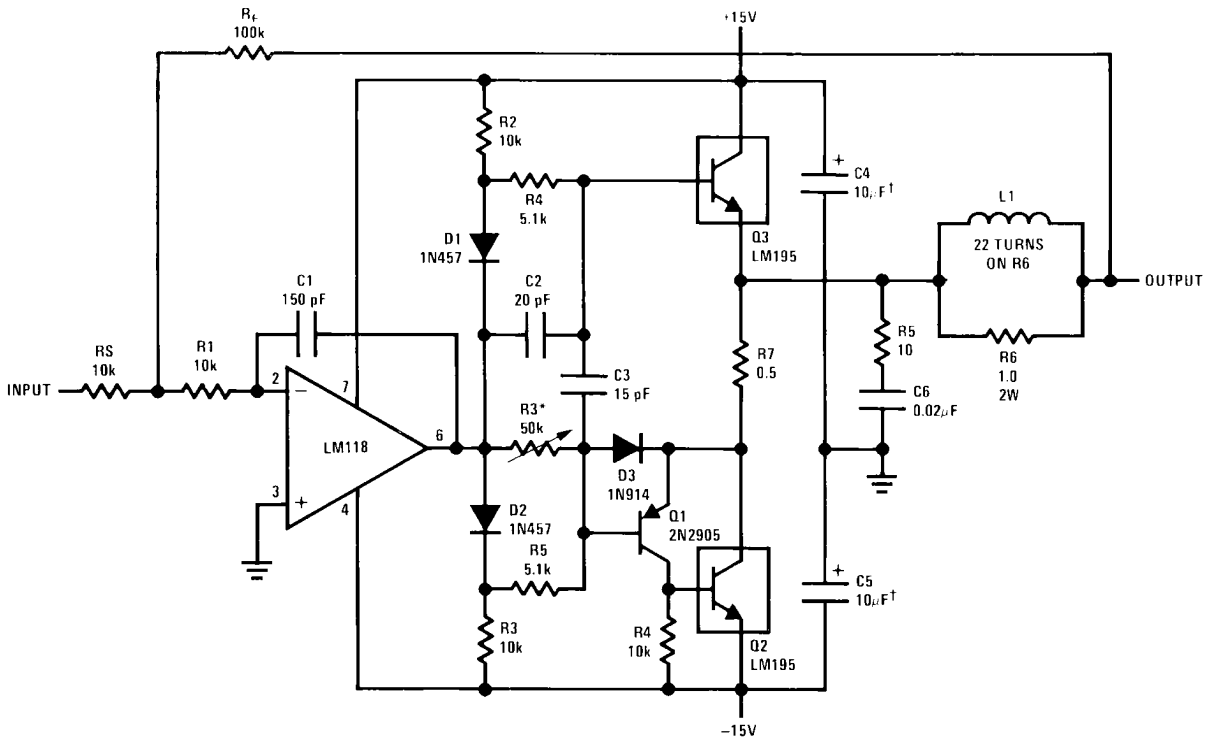 Rf
100k
+15V
R2
10k
R4
5.1k
D1
1N457
C1
150 pF
C2
20 pF
Q3
LM195
C4
10μF†
L1
22 TURNS
ON R6
OUTPUT
RS
10k
R1
10k
INPUT
2
7
LM118
6
3
4
C3
15 pF
R3*
50k
D3
1N914
R7
0.5
R5
10
C6
0.02μF
R6
1.0
2W
D2
1N457
R5
5.1k
Q1
2N2905
R3
10k
R4
10k
Q2
LM195
C5
10μF†
−15V